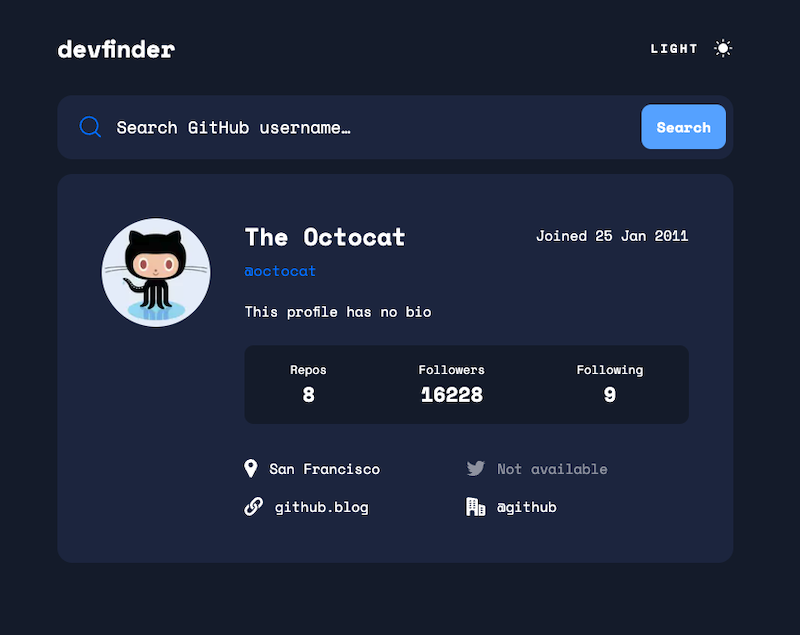 devfinder
LIGHT
Search GitHub username…
Search
The Octocat
Joined 25 Jan 2011
@octocat
This profile has no bio
Repos Followers Following
8 16228 9
San Francisco
Not available
github.blog
@github